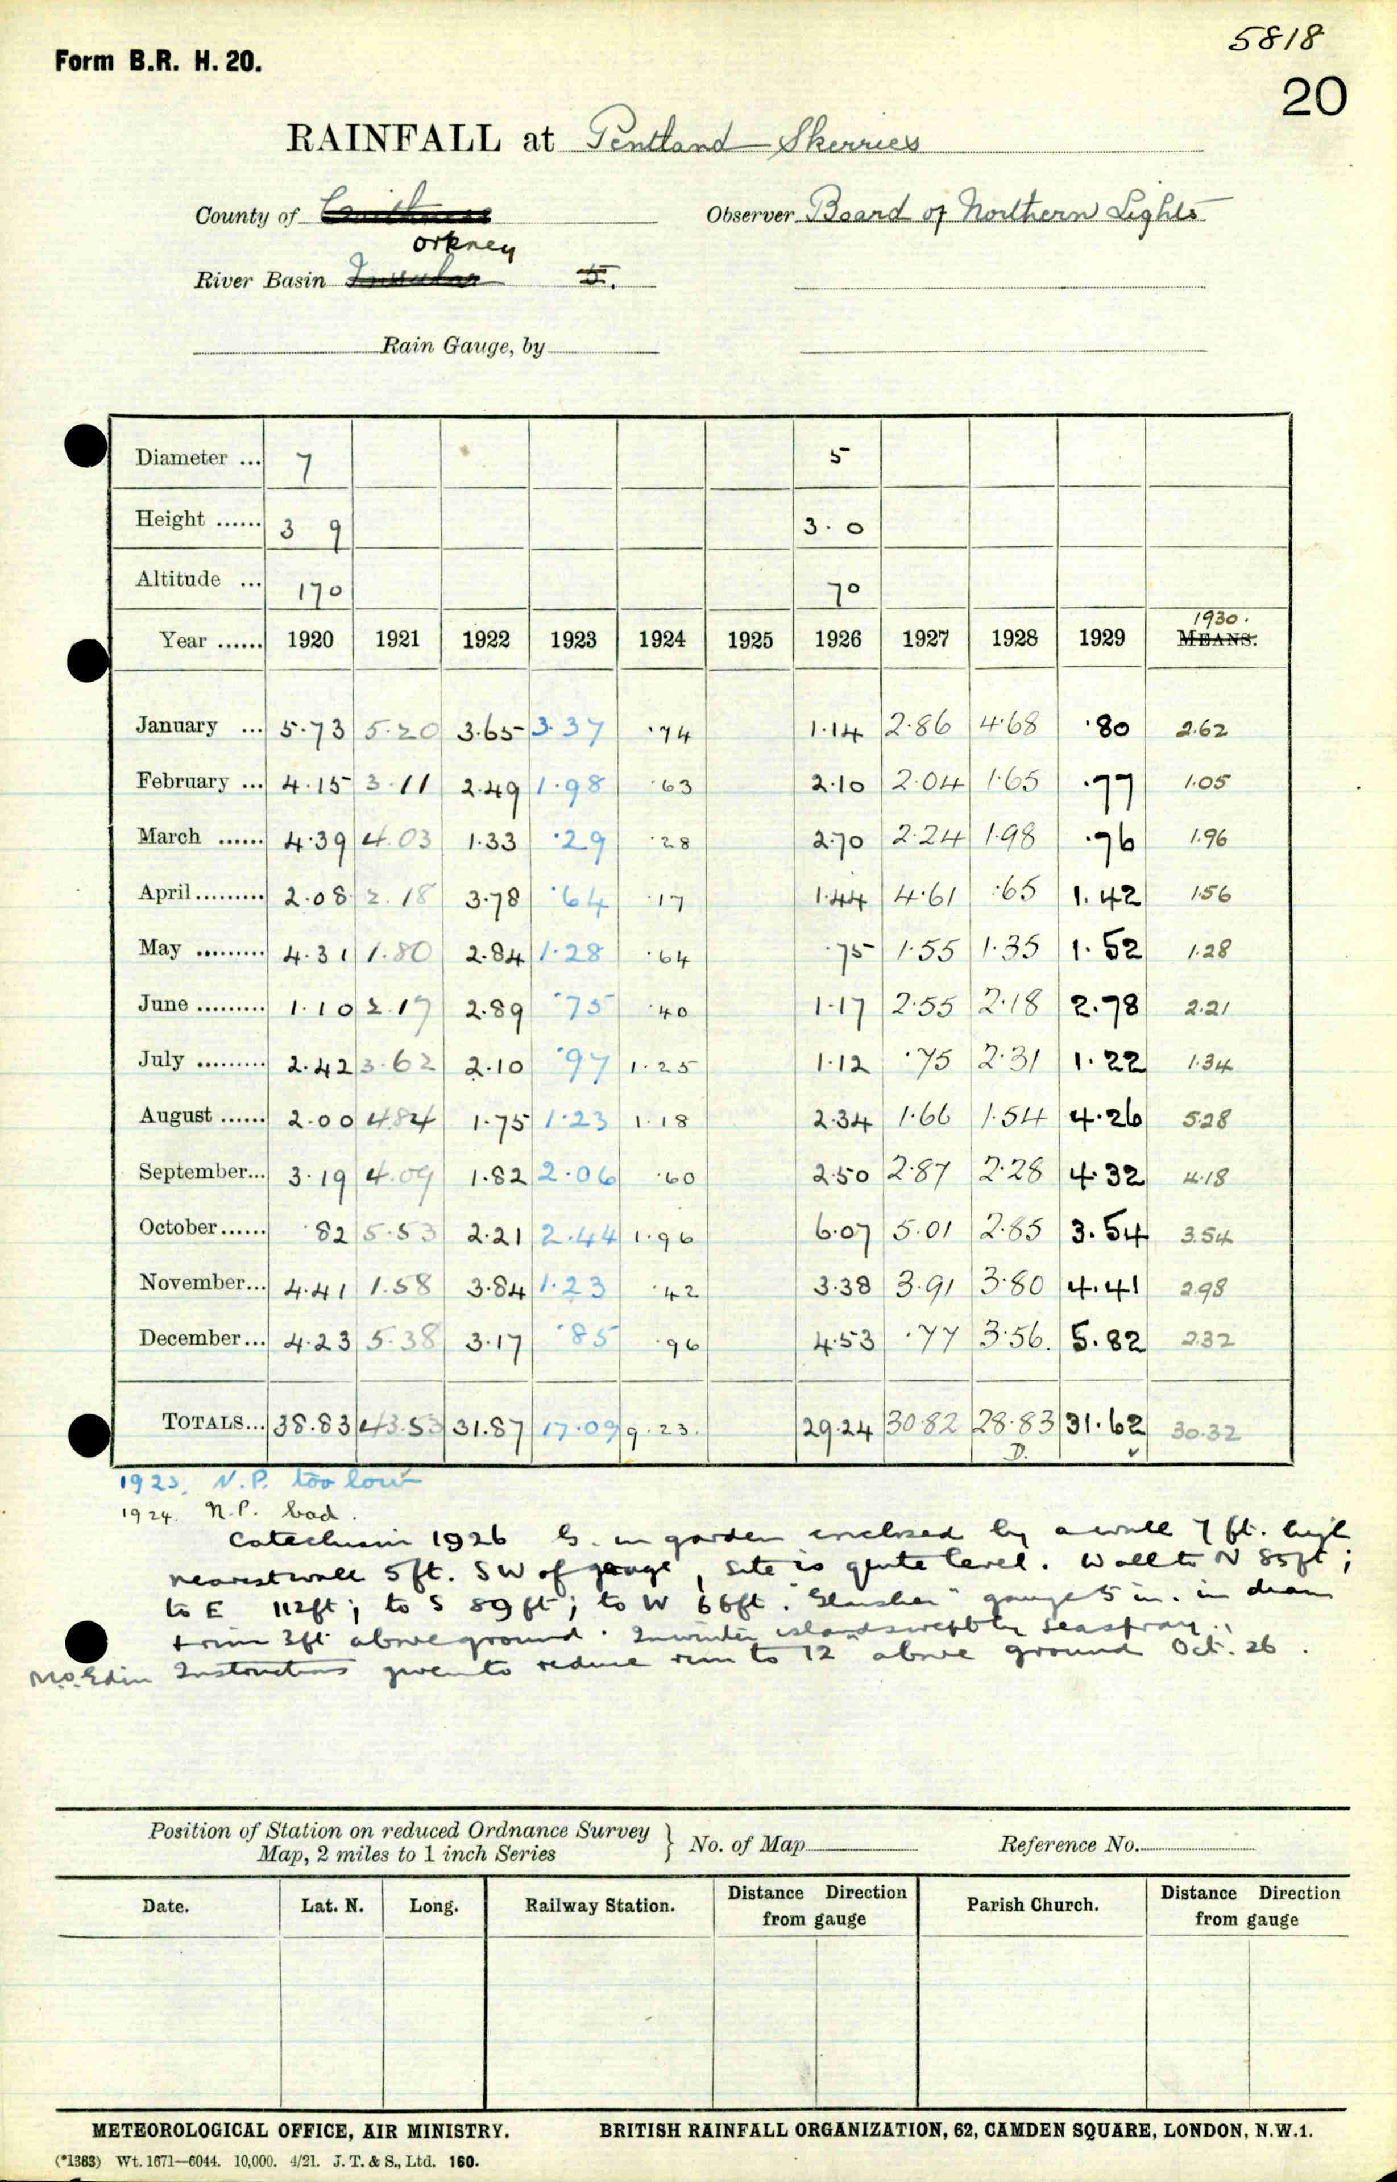 5818
Form B.R. H. 20.
20
RAINFALL at Pentland Skerries
County of Caithness Observer Board of Northern Lights
Orkney
River Basin Insular 5.
Rain Gauge, by
Diameter ... 7 5
Height ...... 3 9 3. 0
Altitude ... 170 70
1930.
Year ...... 1920 1921 1922 1923 1924 1925 1926 1927 1928 1929 MEANS.
January ... 5.73 5.20 3.65 3.37 .74 1.14 2.86 4.68 .80 2.62
February ... 4.15 3.11 2.49 1.98 .63 2.10 2.04 1.65 .77 1.05
March ...... 4.39 4.03 1.33 .29 .28 2.70 2.24 1.98 .76 1.96
April......... 2.08 2.18 3.78 .64 .17 1.44 4.61 .65 1.42 1.56
May ......... 4.31 1.80 2.84 1.28 .64 .75 1.55 1.35 1.52 1.28
June ......... 1.10 2.17 2.89 .75 .40 1.17 2.55 2.18 2.78 2.21
July ......... 2.42 3.62 2.10 .97 1.25 1.12 .75 2.31 1.22 1.34
August ...... 2.00 4.84 1.75 1.23 1.18 2.34 1.66 1.54 4.26 5.28
September... 3.19 4.09 1.82 2.06 .60 2.50 2.87 2.28 4.32 4.18
October...... .82 5.53 2.21 2.44 1.96 6.07 5.01 2.85 3.54 3.54
November... 4.41 1.58 3.84 1.23 .42 3.38 3.91 3.80 4.41 2.98
December... 4.23 5.38 3.17 .85 .96 4.53 .77 3.56. 5.82 2.32
TOTALS... 38.83 43.53 31.87 17.09 9.23. 29.24 30.82 28.83 31.62 30.32
D. ✓
1923. N.P. too low
1924. N.P. bad.
Catechism 1926 G. in garden enclosed by a wall 7 ft. high
nearest wall 5ft. SW of gauge, site is quite level. Wall to N 85ft;
to E 112ft; to S 89ft; to W 66ft. gauge 5 in. in diam
& rim 3ft above ground. In winter island swept by seaspray."
M.O. Edin Instructions given to reduce rim to 12" above ground Oct. 26.
Position of Station on reduced Ordnance Survey
Map, 2 miles to 1 inch Series } No. of Map Reference No.
Date. Lat. N. Long. Railway Station. Distance Direction from gauge Parish Church. Distance Direction from gauge
METEOROLOGICAL OFFICE, AIR MINISTRY. BRITISH RAINFALL ORGANIZATION, 62, CAMDEN SQUARE, LONDON, N.W.1.
(*1383) Wt. 1671—6044. 10,000. 4/21. J. T. & S., Ltd. 160.